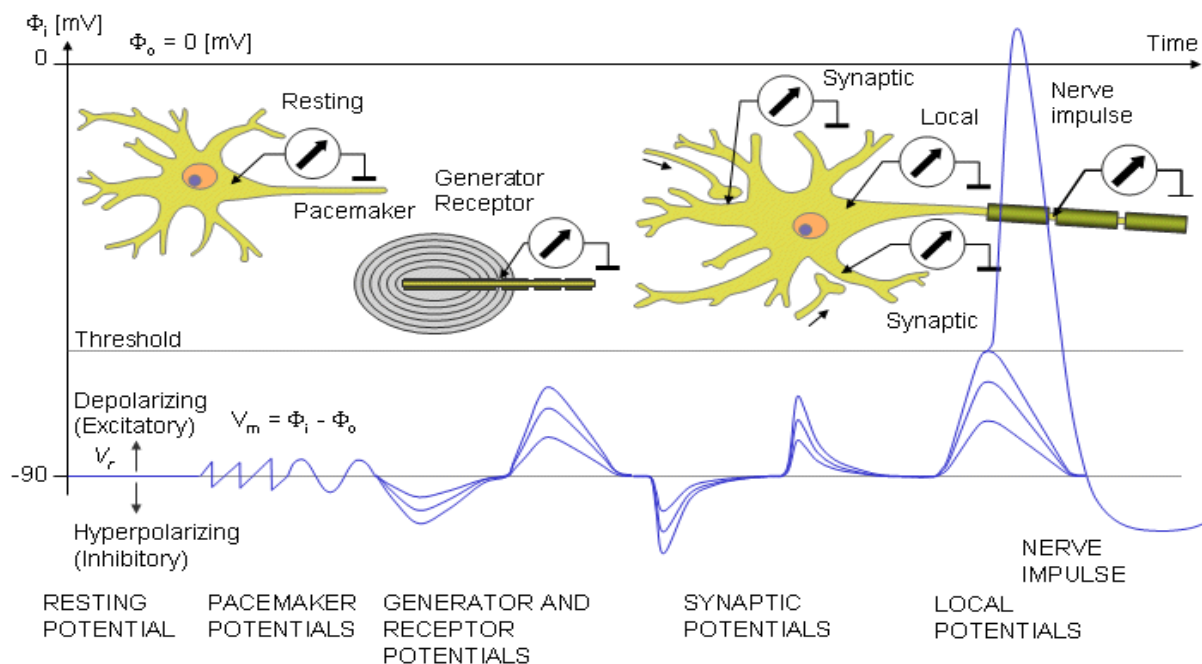 Φi [mV]
Φo = 0 [mV]
Time
0
Resting
Pacemaker
Generator
Receptor
Synaptic
Local
Nerve
impulse
Synaptic
Threshold
Depolarizing
(Excitatory)
Vm = Φi - Φo
Vr
-90
Hyperpolarizing
(Inhibitory)
RESTING
POTENTIAL
PACEMAKER
POTENTIALS
GENERATOR AND
RECEPTOR
POTENTIALS
SYNAPTIC
POTENTIALS
LOCAL
POTENTIALS
NERVE
IMPULSE